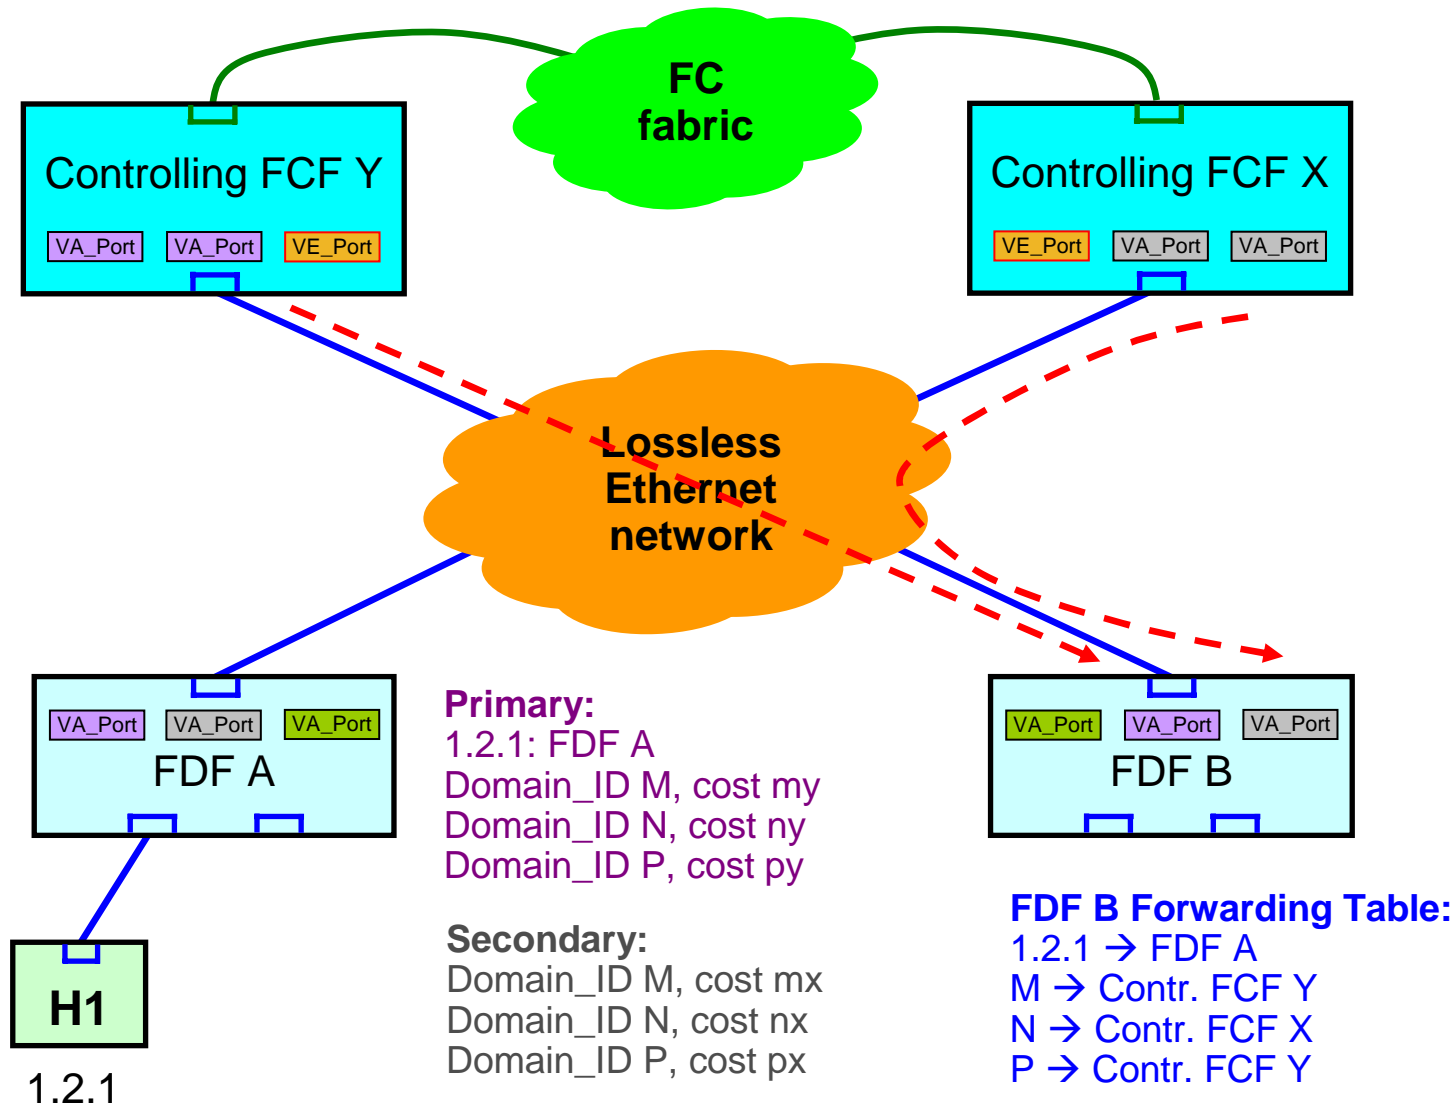 FC
fabric
Controlling FCF Y
VA_Port VA_Port VE_Port
Controlling FCF X
VE_Port VA_Port VA_Port
Lossless
Ethernet
network
VA_Port VA_Port VA_Port
FDF A
VA_Port VA_Port VA_Port
FDF B
Primary:
1.2.1: FDF A
Domain_ID M, cost my
Domain_ID N, cost ny
Domain_ID P, cost py
Secondary:
Domain_ID M, cost mx
Domain_ID N, cost nx
Domain_ID P, cost px
FDF B Forwarding Table:
1.2.1 → FDF A
M → Contr. FCF Y
N → Contr. FCF X
P → Contr. FCF Y
H1
1.2.1